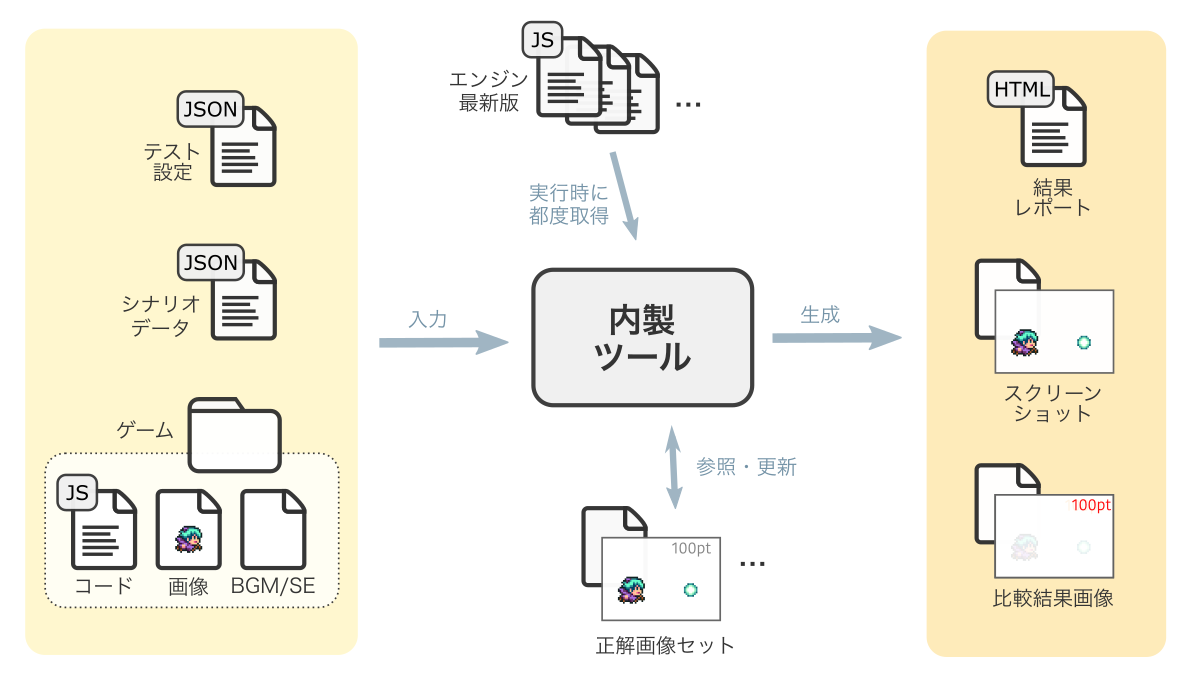 JSON
テスト
設定
JSON
シナリオ
データ
ゲーム
JS
コード
画像
BGM/SE
入力
JS
エンジン
最新版
...
実行時に
都度取得
内製
ツール
参照・更新
100pt
...
正解画像セット
生成
HTML
結果
レポート
スクリーン
ショット
100pt
比較結果画像